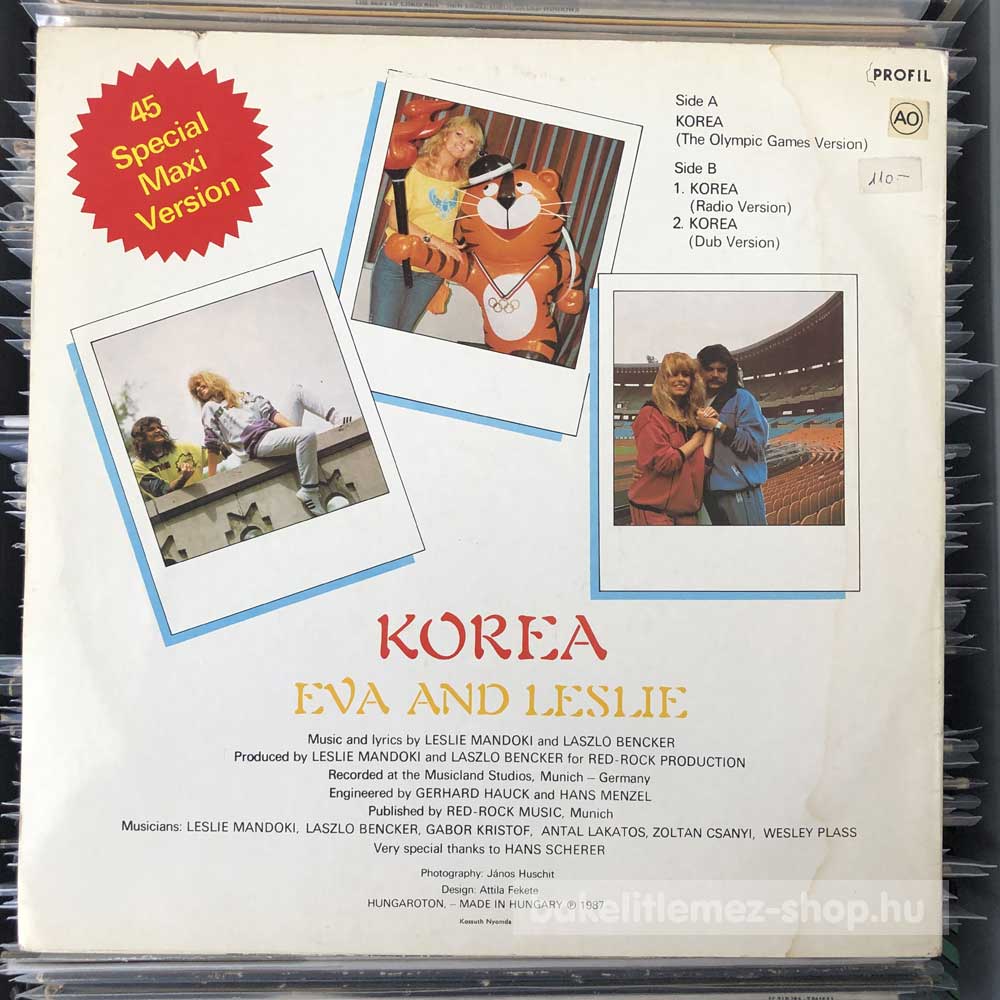 45
Special
Maxi
Version
PROFIL
AO
110.-
Side A
KOREA
(The Olympic Games Version)
Side B
1. KOREA
(Radio Version)
2. KOREA
(Dub Version)
KOREA
EVA AND LESLIE
Music and lyrics by LESLIE MANDOKI and LASZLO BENCKER
Produced by LESLIE MANDOKI and LASZLO BENCKER for RED-ROCK PRODUCTION
Recorded at the Musicland Studios, Munich – Germany
Engineered by GERHARD HAUCK and HANS MENZEL
Published by RED-ROCK MUSIC, Munich
Musicians: LESLIE MANDOKI, LASZLO BENCKER, GABOR KRISTOF, ANTAL LAKATOS, ZOLTAN CSANYI, WESLEY PLASS
Very special thanks to HANS SCHERER
Photography: János Huschit
Design: Attila Fekete
HUNGAROTON, – MADE IN HUNGARY ℗ 1987
Kossuth Nyomda
bakelitlemez-shop.hu